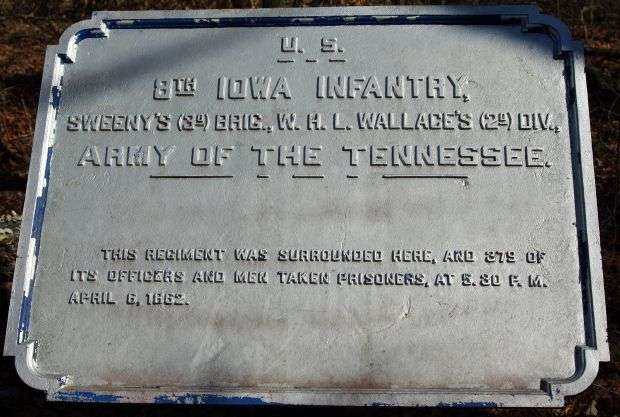 U. S.
8TH IOWA INFANTRY,
SWEENY'S (3D) BRIG., W. H. L. WALLACE'S (2D) DIV.,
ARMY OF THE TENNESSEE.
THIS REGIMENT WAS SURROUNDED HERE, AND 379 OF
ITS OFFICERS AND MEN TAKEN PRISONERS, AT 5.30 P. M.
APRIL 6, 1862.